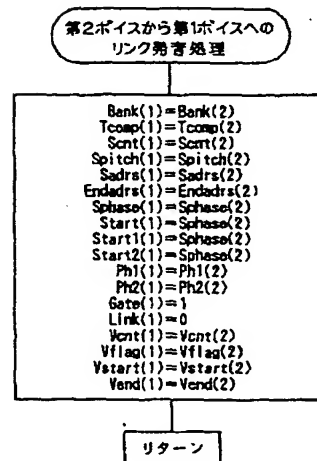 第2ボイスから第1ボイスへの
リンク発音処理
Bank(1)=Bank(2)
Tcomp(1)=Tcomp(2)
Scnt(1)=Scnt(2)
Spitch(1)=Spitch(2)
Sadrs(1)=Sadrs(2)
Endadrs(1)=Endadrs(2)
Sphase(1)=Sphase(2)
Start(1)=Sphase(2)
Start1(1)=Sphase(2)
Start2(1)=Sphase(2)
Ph1(1)=Ph1(2)
Ph2(1)=Ph2(2)
Gate(1)=1
Link(1)=0
Vcnt(1)=Vcnt(2)
Vflag(1)=Vflag(2)
Vstart(1)=Vstart(2)
Vend(1)=Vend(2)
リターン